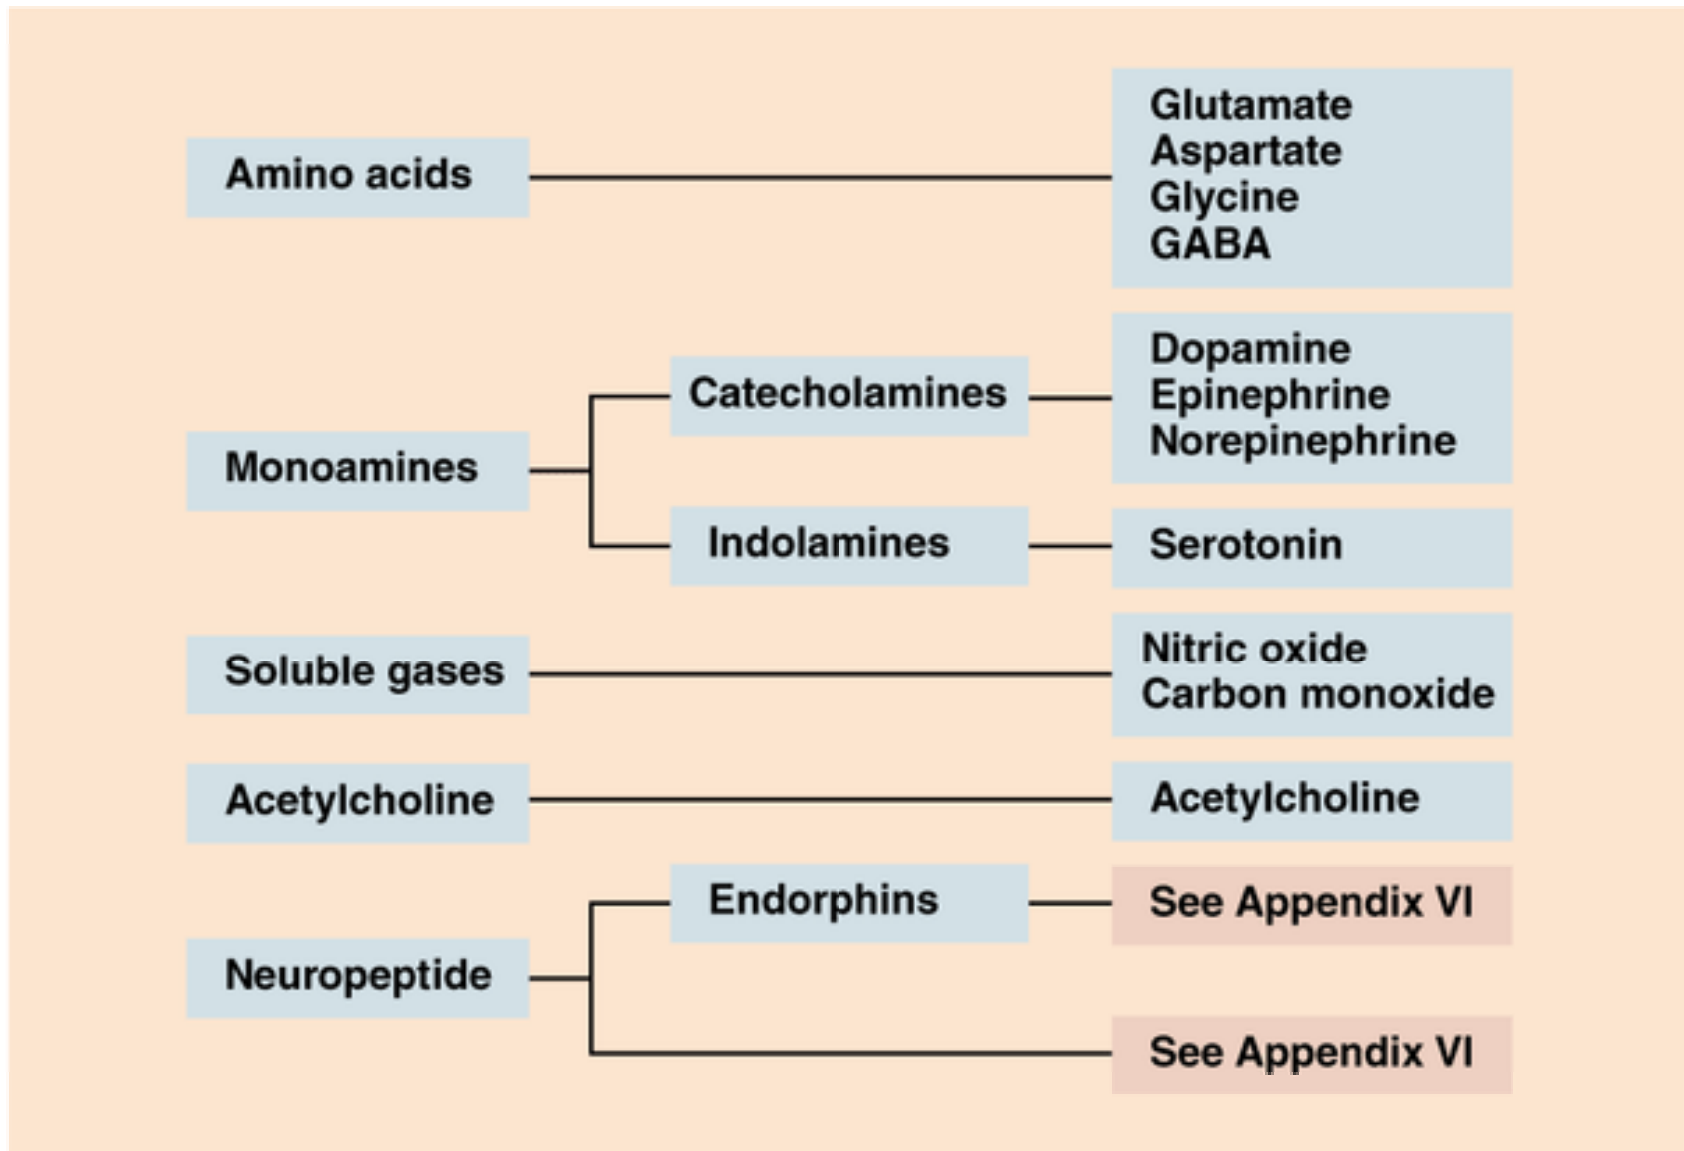 Amino acids
Glutamate
Aspartate
Glycine
GABA
Monoamines
Catecholamines
Dopamine
Epinephrine
Norepinephrine
Indolamines
Serotonin
Soluble gases
Nitric oxide
Carbon monoxide
Acetylcholine
Acetylcholine
Neuropeptide
Endorphins
See Appendix VI
See Appendix VI